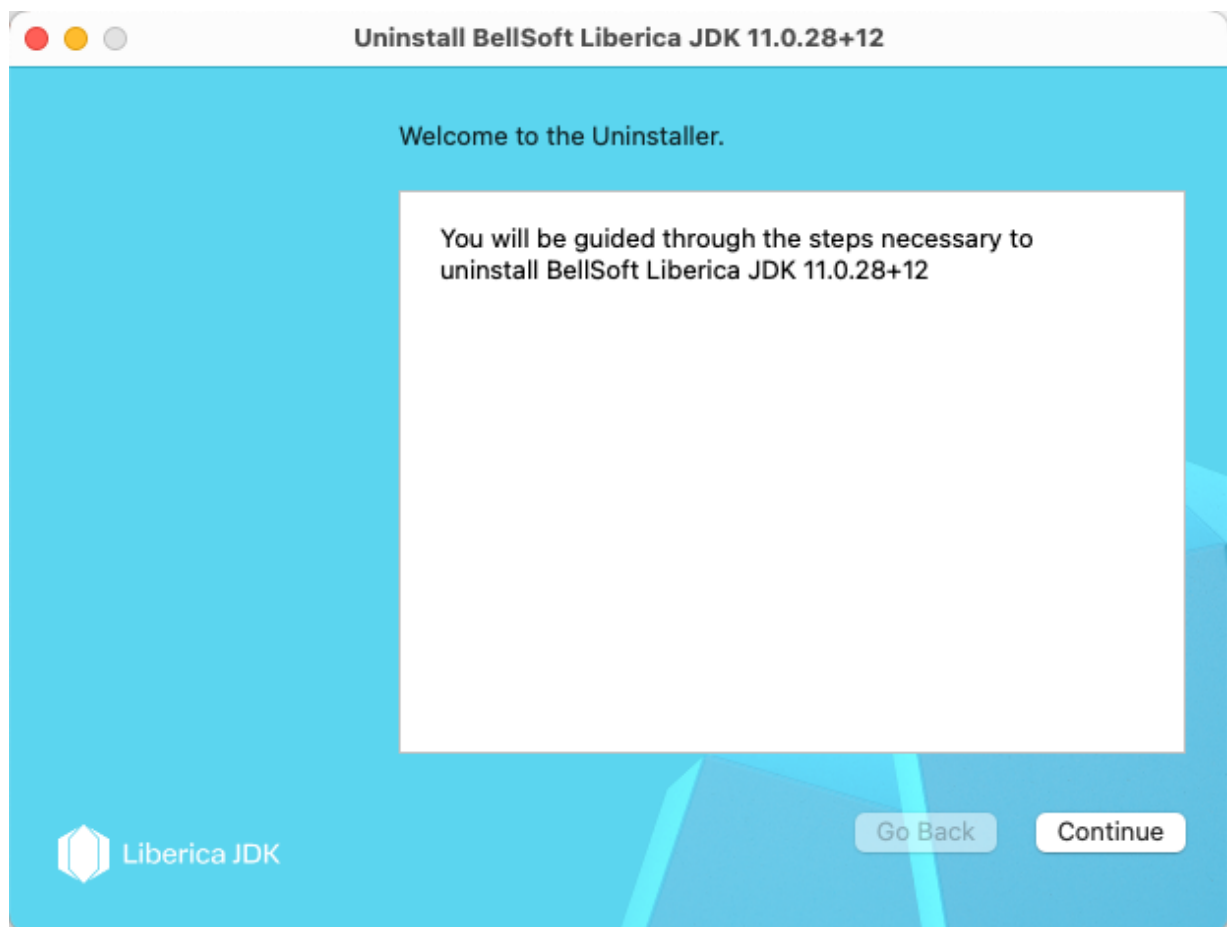 Uninstall BellSoft Liberica JDK 11.0.28+12
Welcome to the Uninstaller.
You will be guided through the steps necessary to
uninstall BellSoft Liberica JDK 11.0.28+12
Go Back
Continue
Liberica JDK